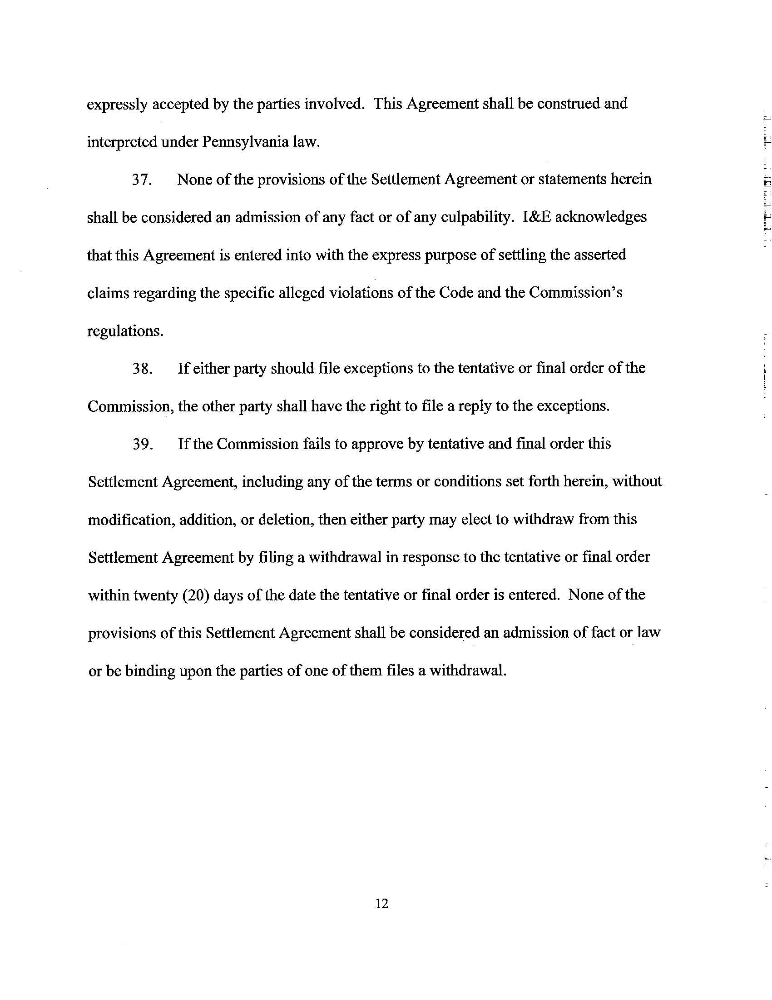 expressly accepted by the parties involved. This Agreement shall be construed and
interpreted under Pennsylvania law.
37. None of the provisions of the Settlement Agreement or statements herein
shall be considered an admission of any fact or of any culpability. I&E acknowledges
that this Agreement is entered into with the express purpose of settling the asserted
claims regarding the specific alleged violations of the Code and the Commission's
regulations.
38. If either party should file exceptions to the tentative or final order of the
Commission, the other party shall have the right to file a reply to the exceptions.
39. If the Commission fails to approve by tentative and final order this
Settlement Agreement, including any of the terms or conditions set forth herein, without
modification, addition, or deletion, then either party may elect to withdraw from this
Settlement Agreement by filing a withdrawal in response to the tentative or final order
within twenty (20) days of the date the tentative or final order is entered. None of the
provisions of this Settlement Agreement shall be considered an admission of fact or law
or be binding upon the parties of one of them files a withdrawal.
12